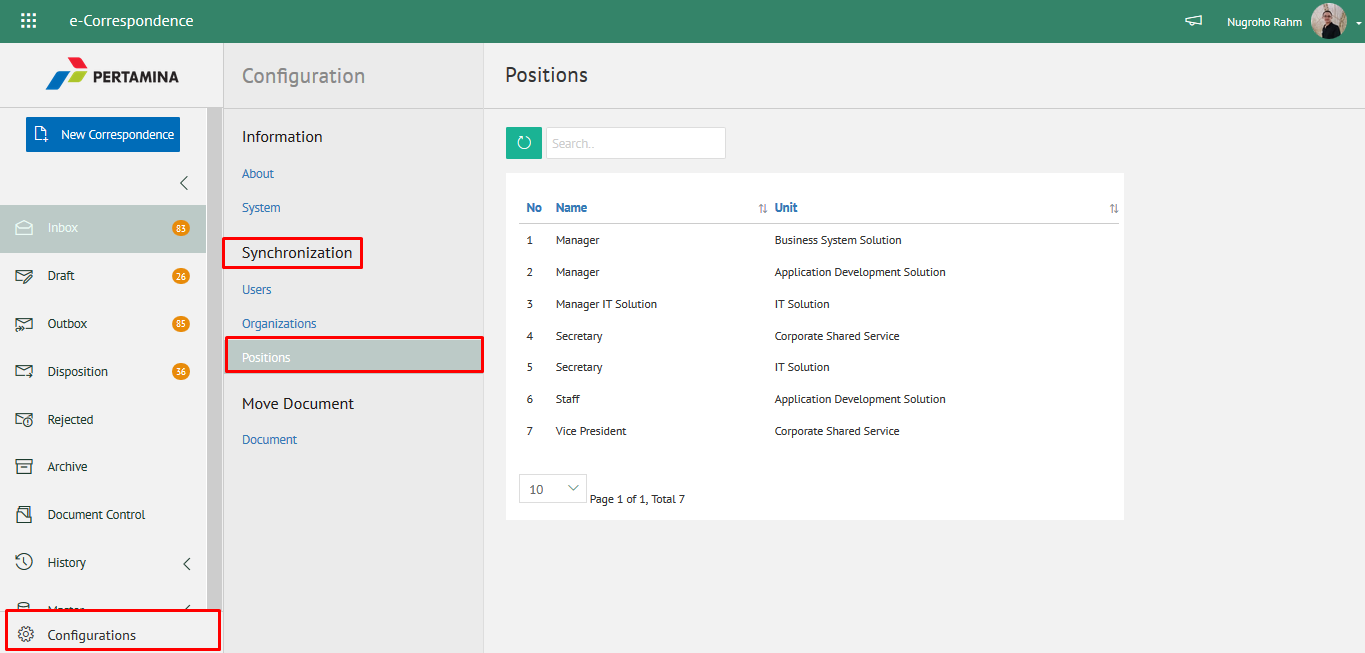 e-Correspondence
Nugroho Rahm
PERTAMINA
New Correspondence
Inbox 83
Draft 26
Outbox 85
Disposition 36
Rejected
Archive
Document Control
History
Master
Configurations
Configuration
Information
About
System
Synchronization
Users
Organizations
Positions
Move Document
Document
Positions
Search..
No Name Unit
1 Manager Business System Solution
2 Manager Application Development Solution
3 Manager IT Solution IT Solution
4 Secretary Corporate Shared Service
5 Secretary IT Solution
6 Staff Application Development Solution
7 Vice President Corporate Shared Service
10 Page 1 of 1, Total 7